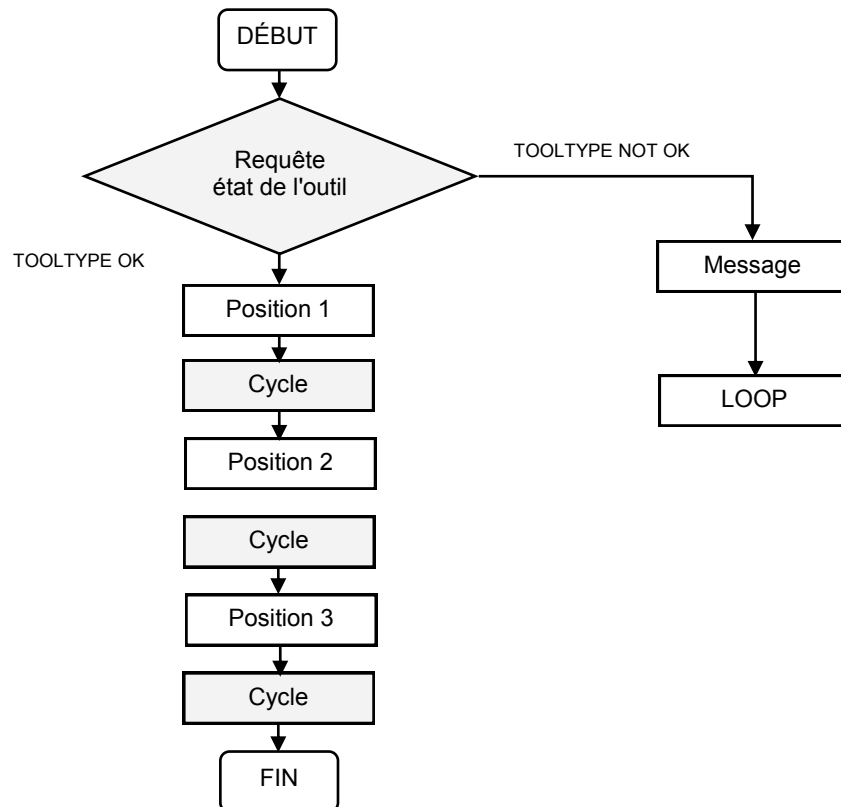 DÉBUT
Requête
état de l'outil
TOOLTYPE NOT OK
TOOLTYPE OK
Message
Position 1
Cycle
LOOP
Position 2
Cycle
Position 3
Cycle
FIN